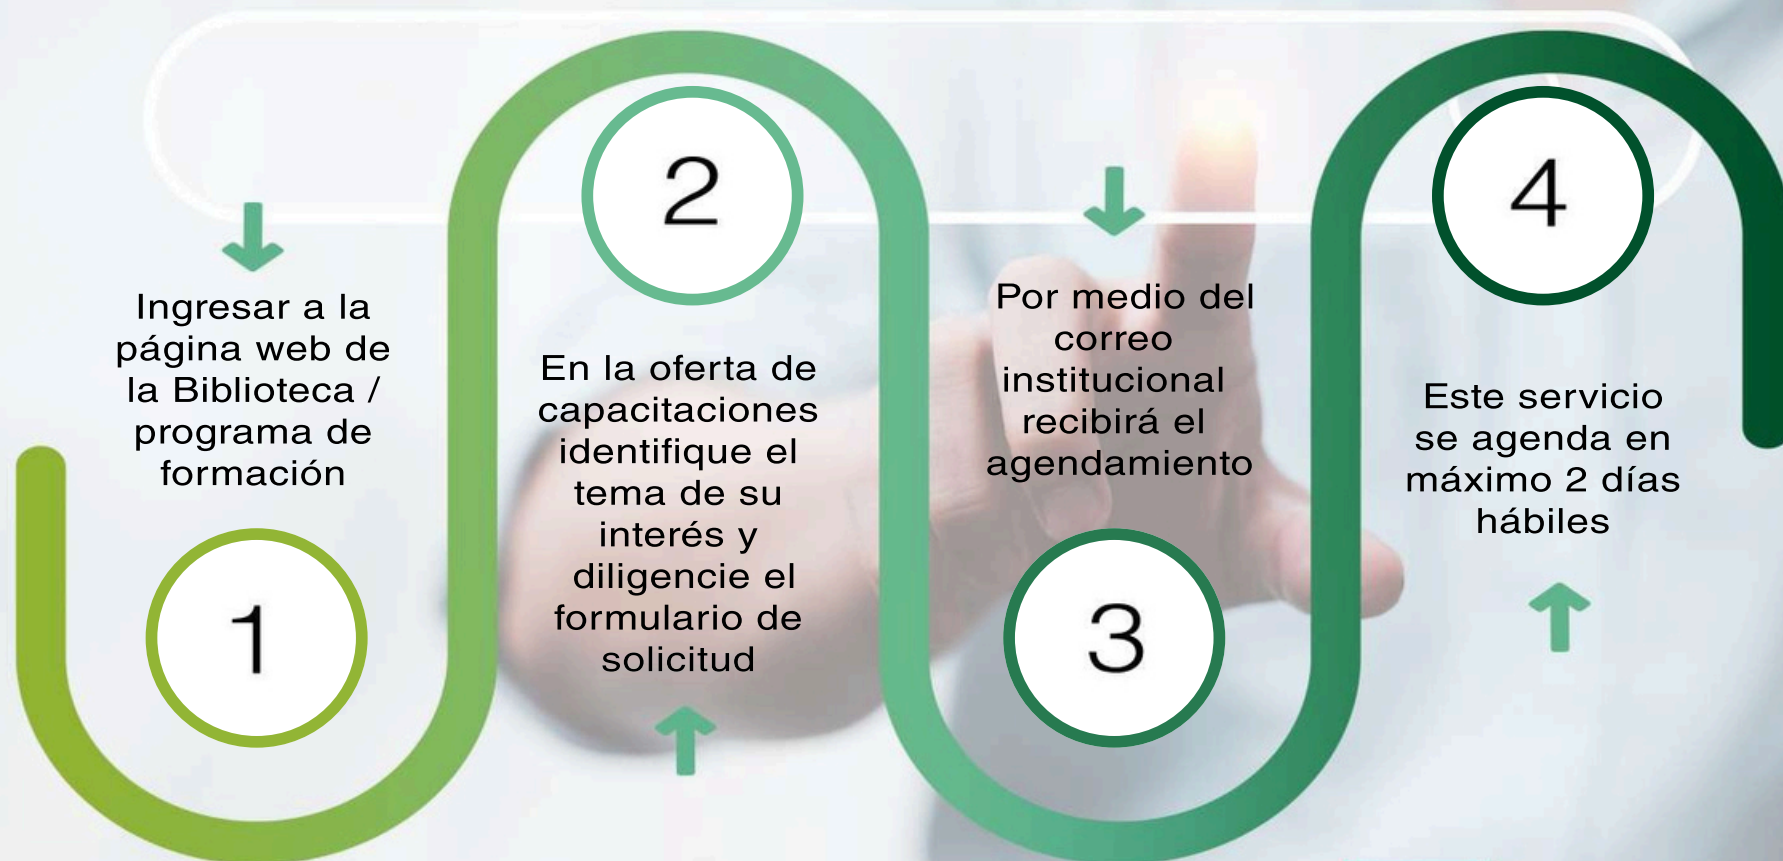 Ingresar a la
página web de
la Biblioteca /
programa de
formación
1
2
En la oferta de
capacitaciones
identifique el
tema de su
interés y
diligencie el
formulario de
solicitud
Por medio del
correo
institucional
recibirá el
agendamiento
3
4
Este servicio
se agenda en
máximo 2 días
hábiles